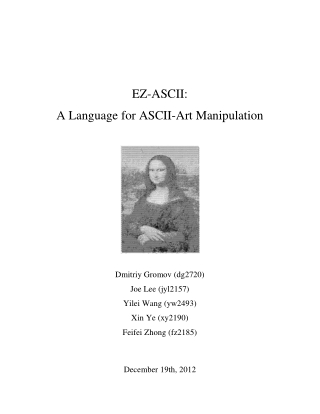 EZ-ASCII:
A Language for ASCII-Art Manipulation
Dmitriy Gromov (dg2720)
Joe Lee (jyl2157)
Yilei Wang (yw2493)
Xin Ye (xy2190)
Feifei Zhong (fz2185)
December 19th, 2012